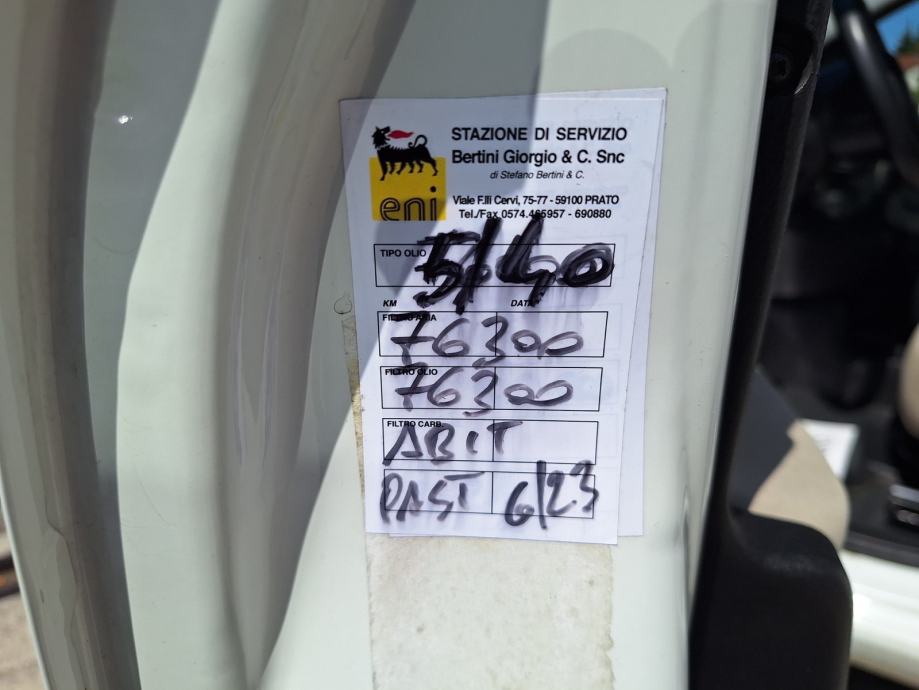 STAZIONE DI SERVIZIO
Bertini Giorgio & C. Snc
di Stefano Bertini & C.
eni
Viale F.lli Cervi, 75-77 - 59100 PRATO
Tel./Fax 0574.465957 - 690880
TIPO OLIO 5/40
KM DATA
FILTRO ARIA
76300
FILTRO OLIO
76300
FILTRO CARB.
ABIT
PAST 6/23